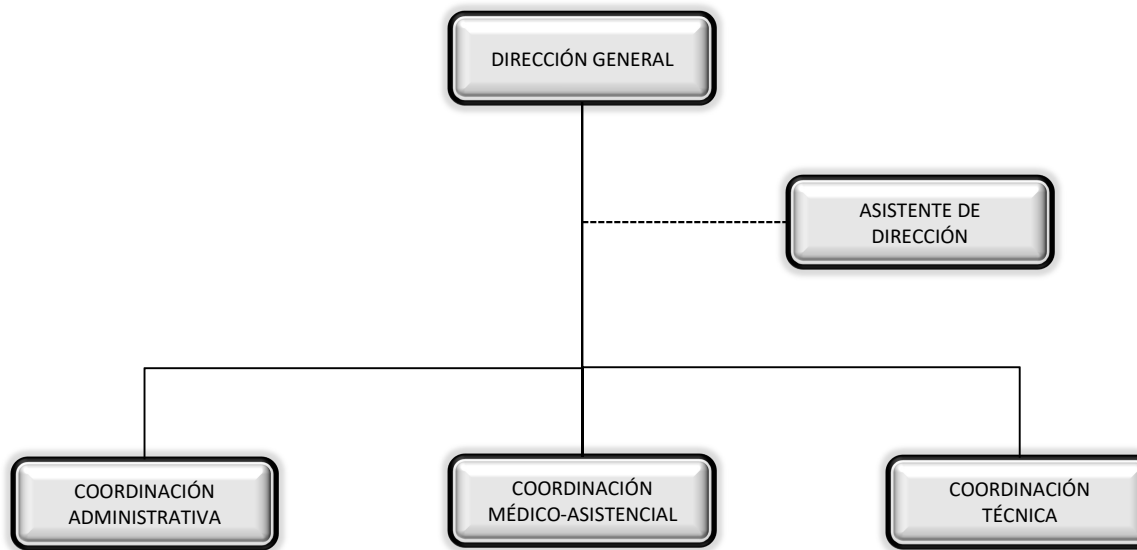 DIRECCIÓN GENERAL
ASISTENTE DE
DIRECCIÓN
COORDINACIÓN
ADMINISTRATIVA
COORDINACIÓN
MÉDICO-ASISTENCIAL
COORDINACIÓN
TÉCNICA